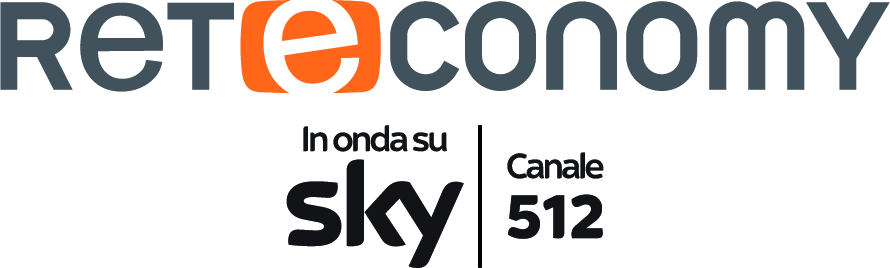 RETeCONOMY
In onda su
sky
Canale
512